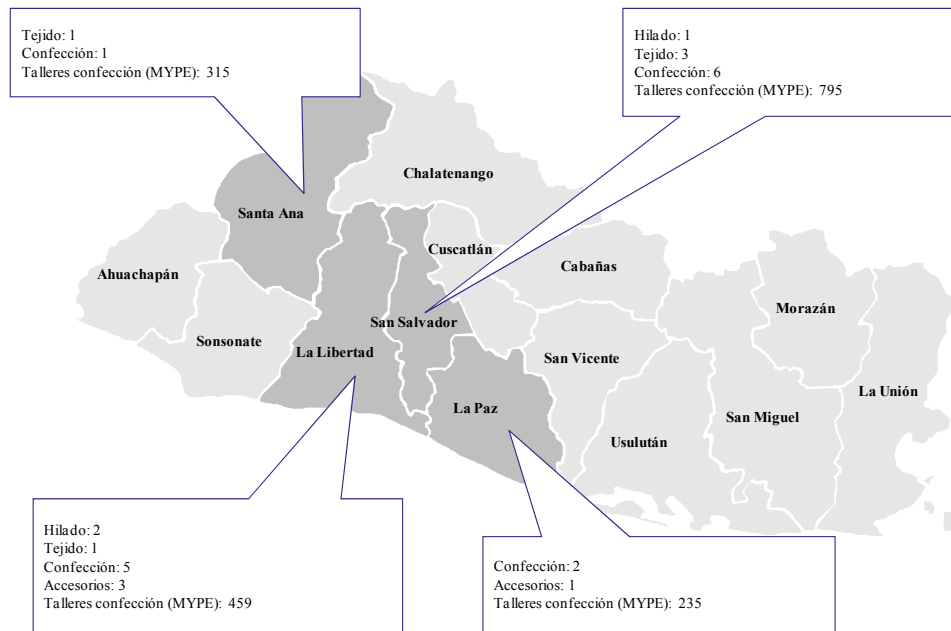 Tejido: 1
Confección: 1
Talleres confección (MYPE): 315
Hilado: 1
Tejido: 3
Confección: 6
Talleres confección (MYPE): 795
Chalatenango
Santa Ana
Cuscatlán
Cabañas
Ahuachapán
Morazán
San Salvador
Sonsonate
La Libertad
San Vicente
La Unión
La Paz
San Miguel
Usulután
Hilado: 2
Tejido: 1
Confección: 5
Accesorios: 3
Talleres confección (MYPE): 459
Confección: 2
Accesorios: 1
Talleres confección (MYPE): 235